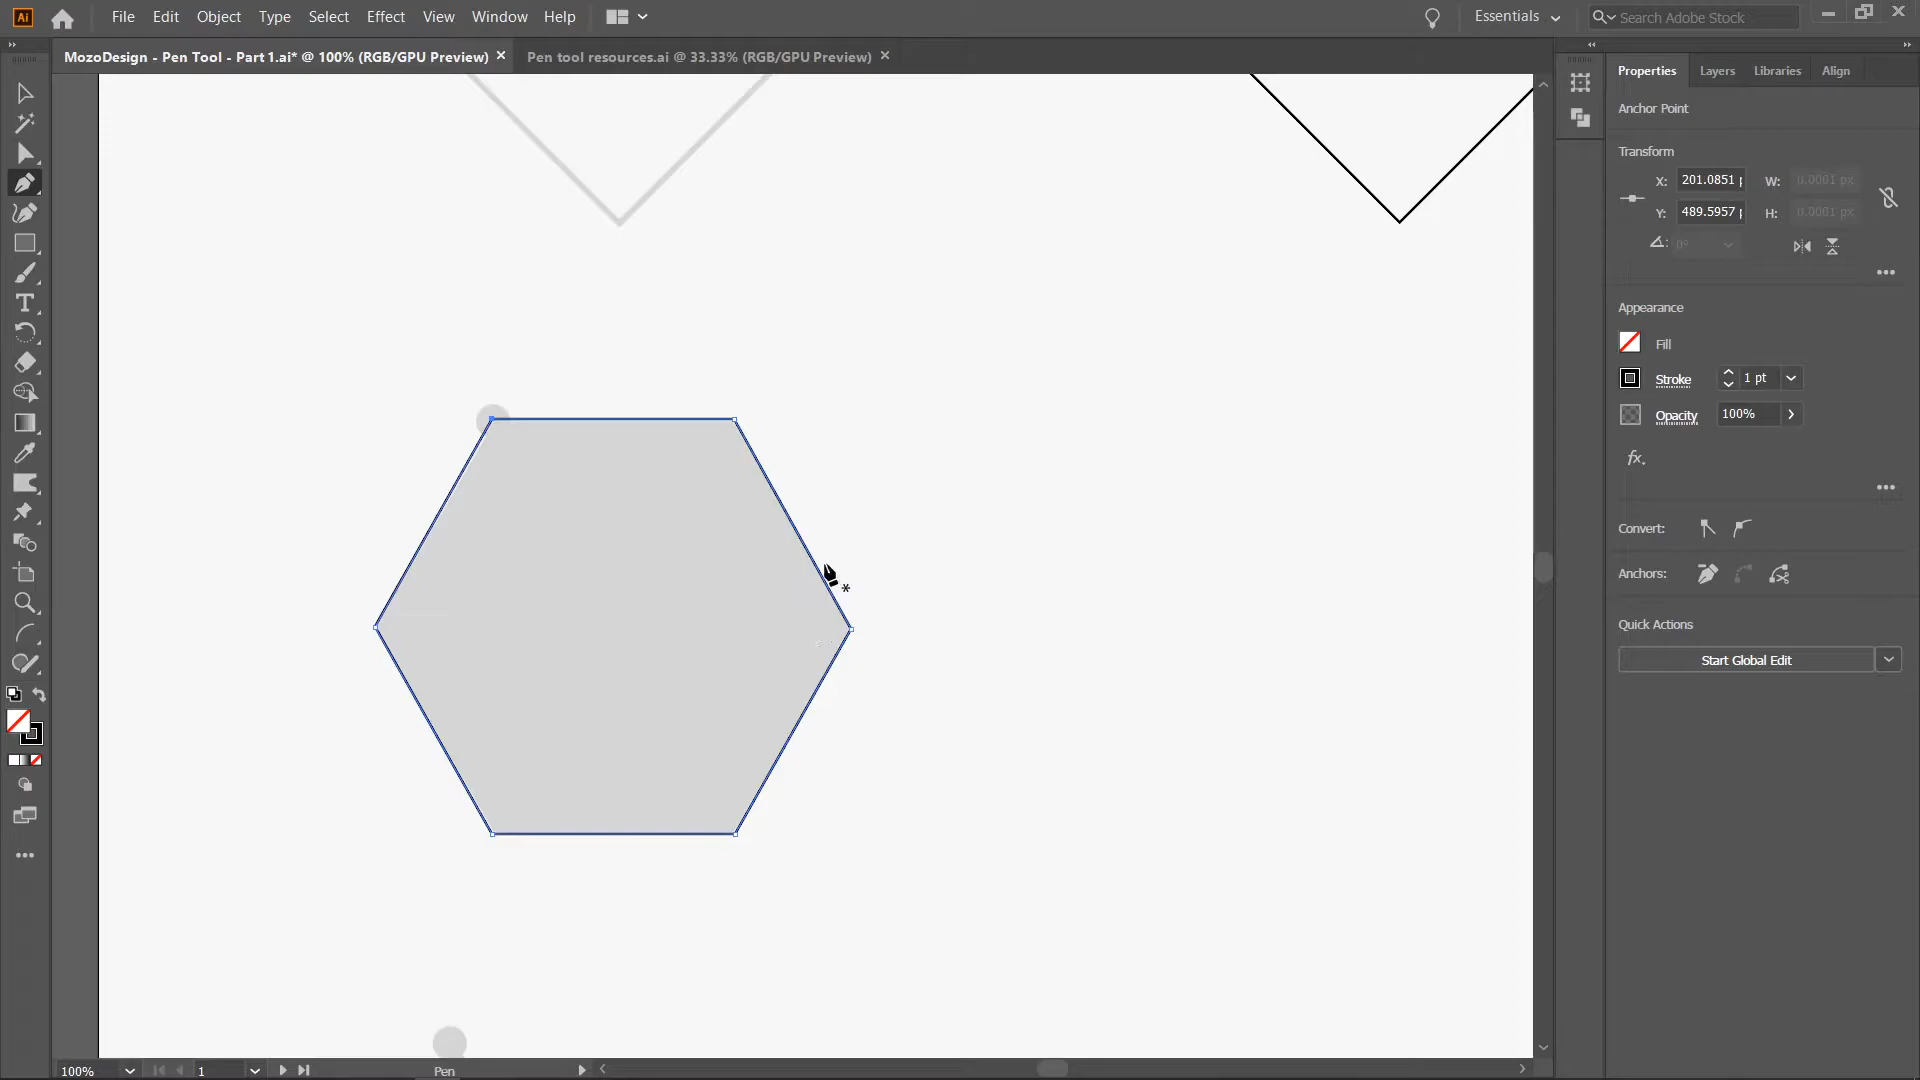 Ai File Edit Object Type Select Effect View Window Help Essentials Search Adobe Stock
MozoDesign - Pen Tool - Part 1.ai* @ 100% (RGB/GPU Preview) × Pen tool resources.ai @ 33.33% (RGB/GPU Preview) ×
Properties Layers Libraries Align
Anchor Point
Transform
X: 201.0851 p W: 0.0001 px
Y: 489.5957 p H: 0.0001 px
0°
Appearance
Fill
Stroke 1 pt
Opacity 100%
fx.
Convert:
Anchors:
Quick Actions
Start Global Edit
100% 1 Pen